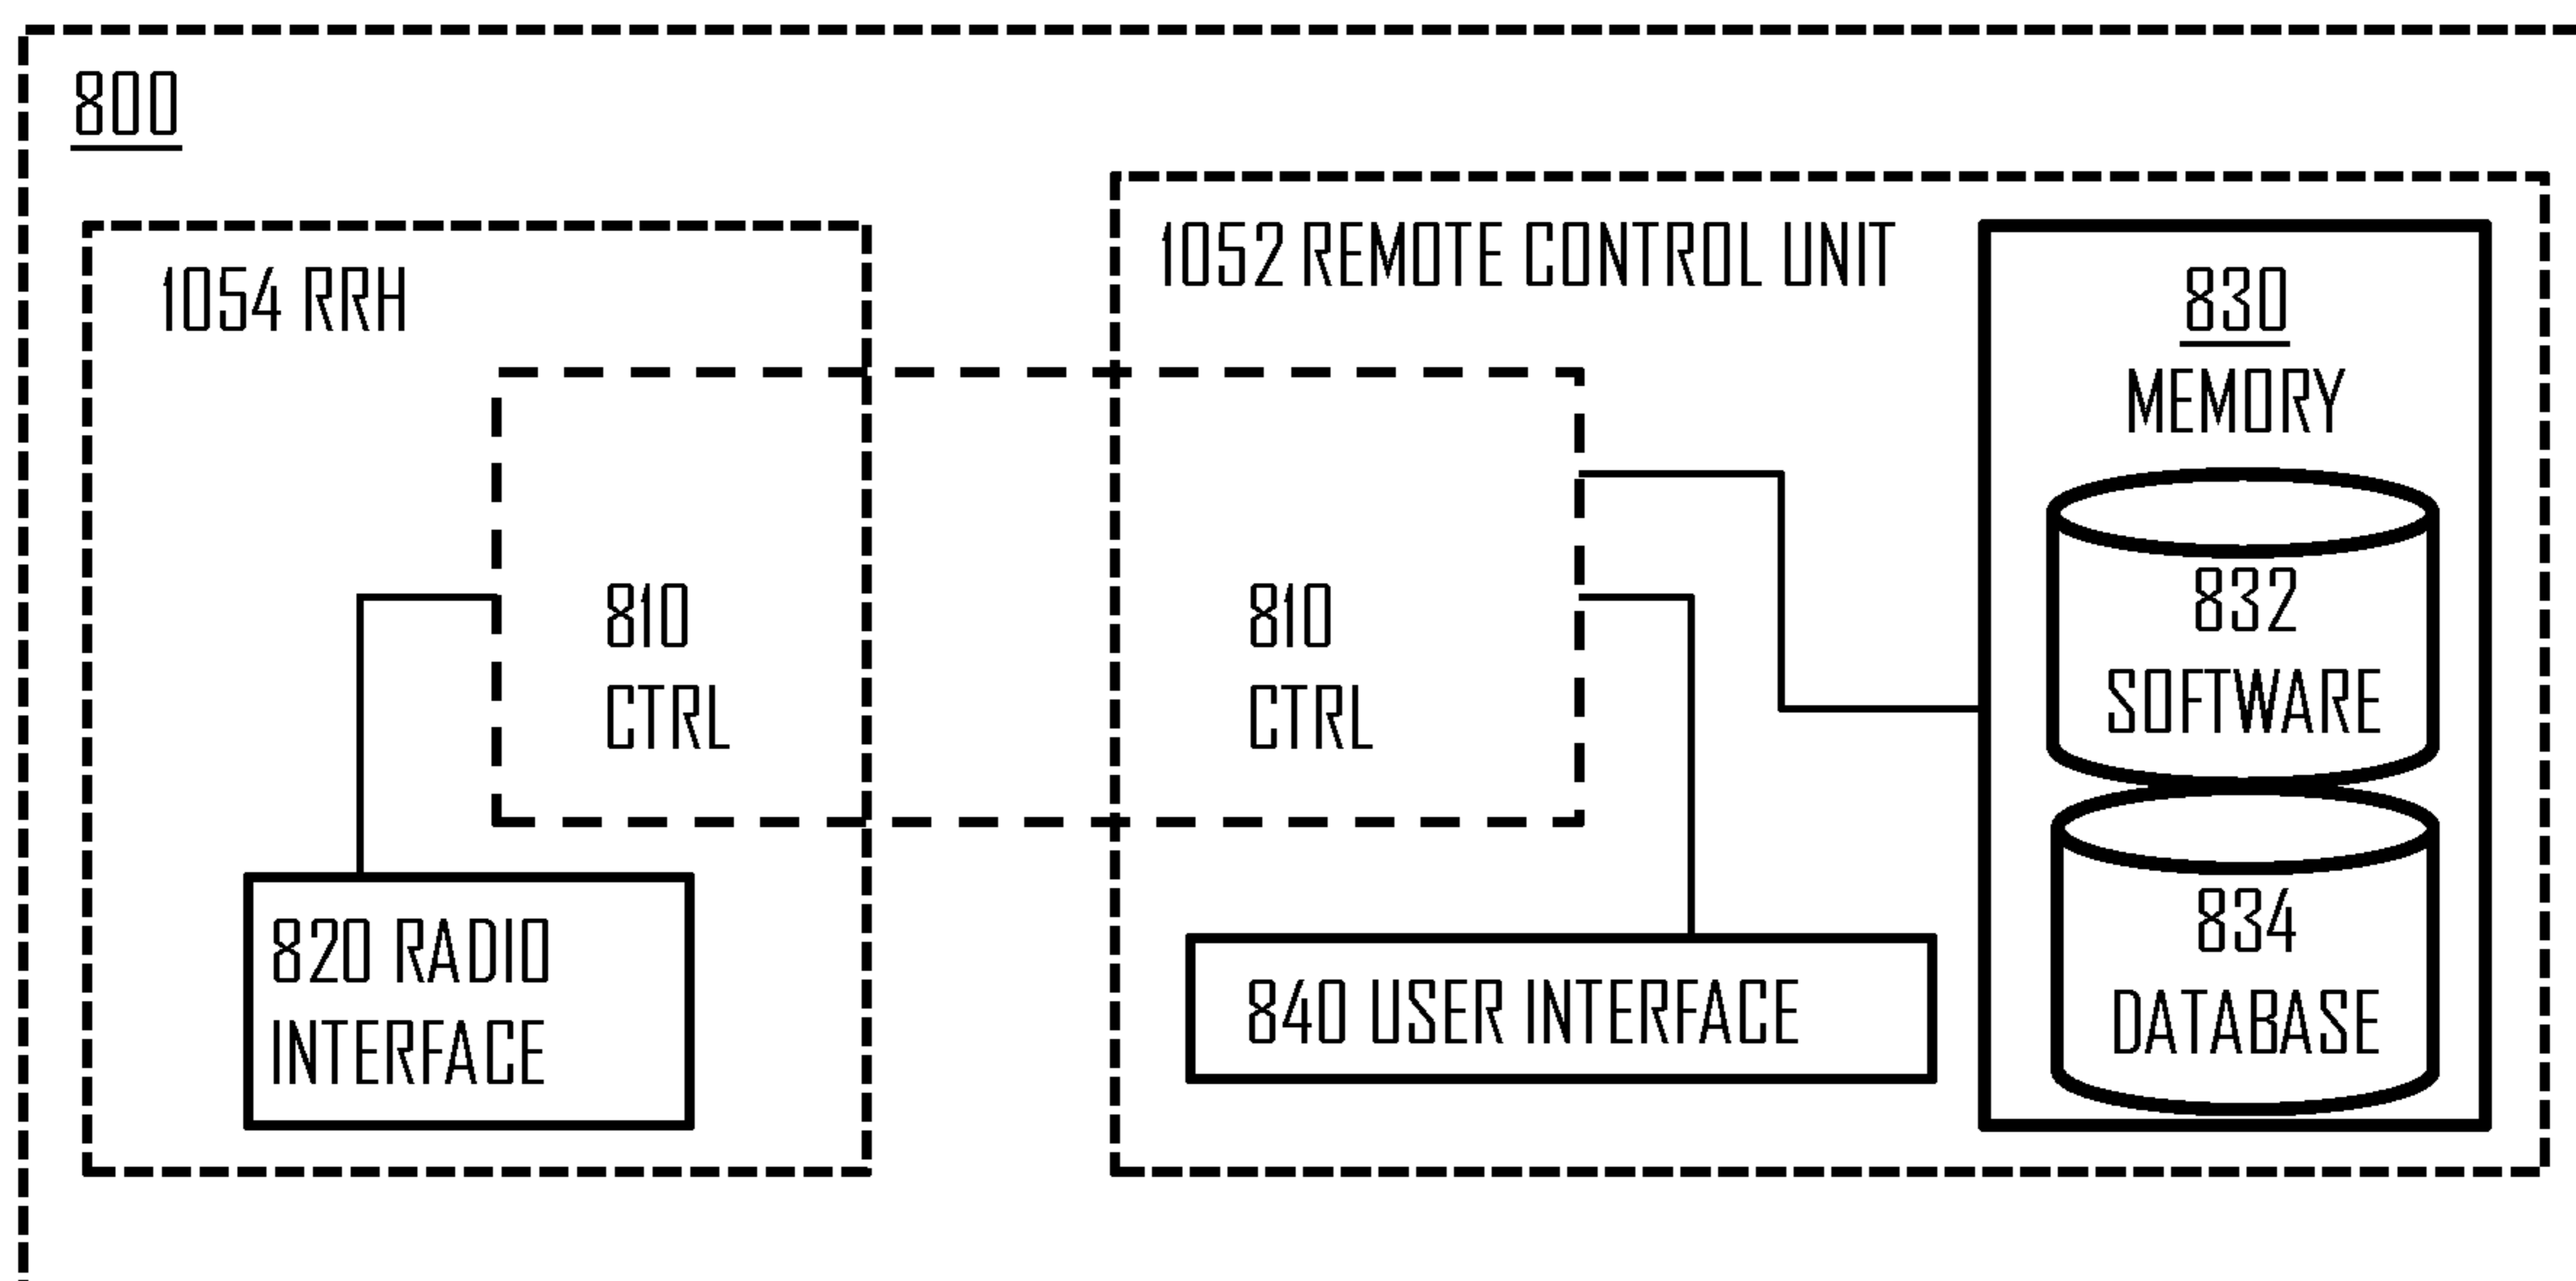 800
1054 RRH
810
CTRL
820 RADIO
INTERFACE
1052 REMOTE CONTROL UNIT
810
CTRL
840 USER INTERFACE
830
MEMORY
832
SOFTWARE
834
DATABASE